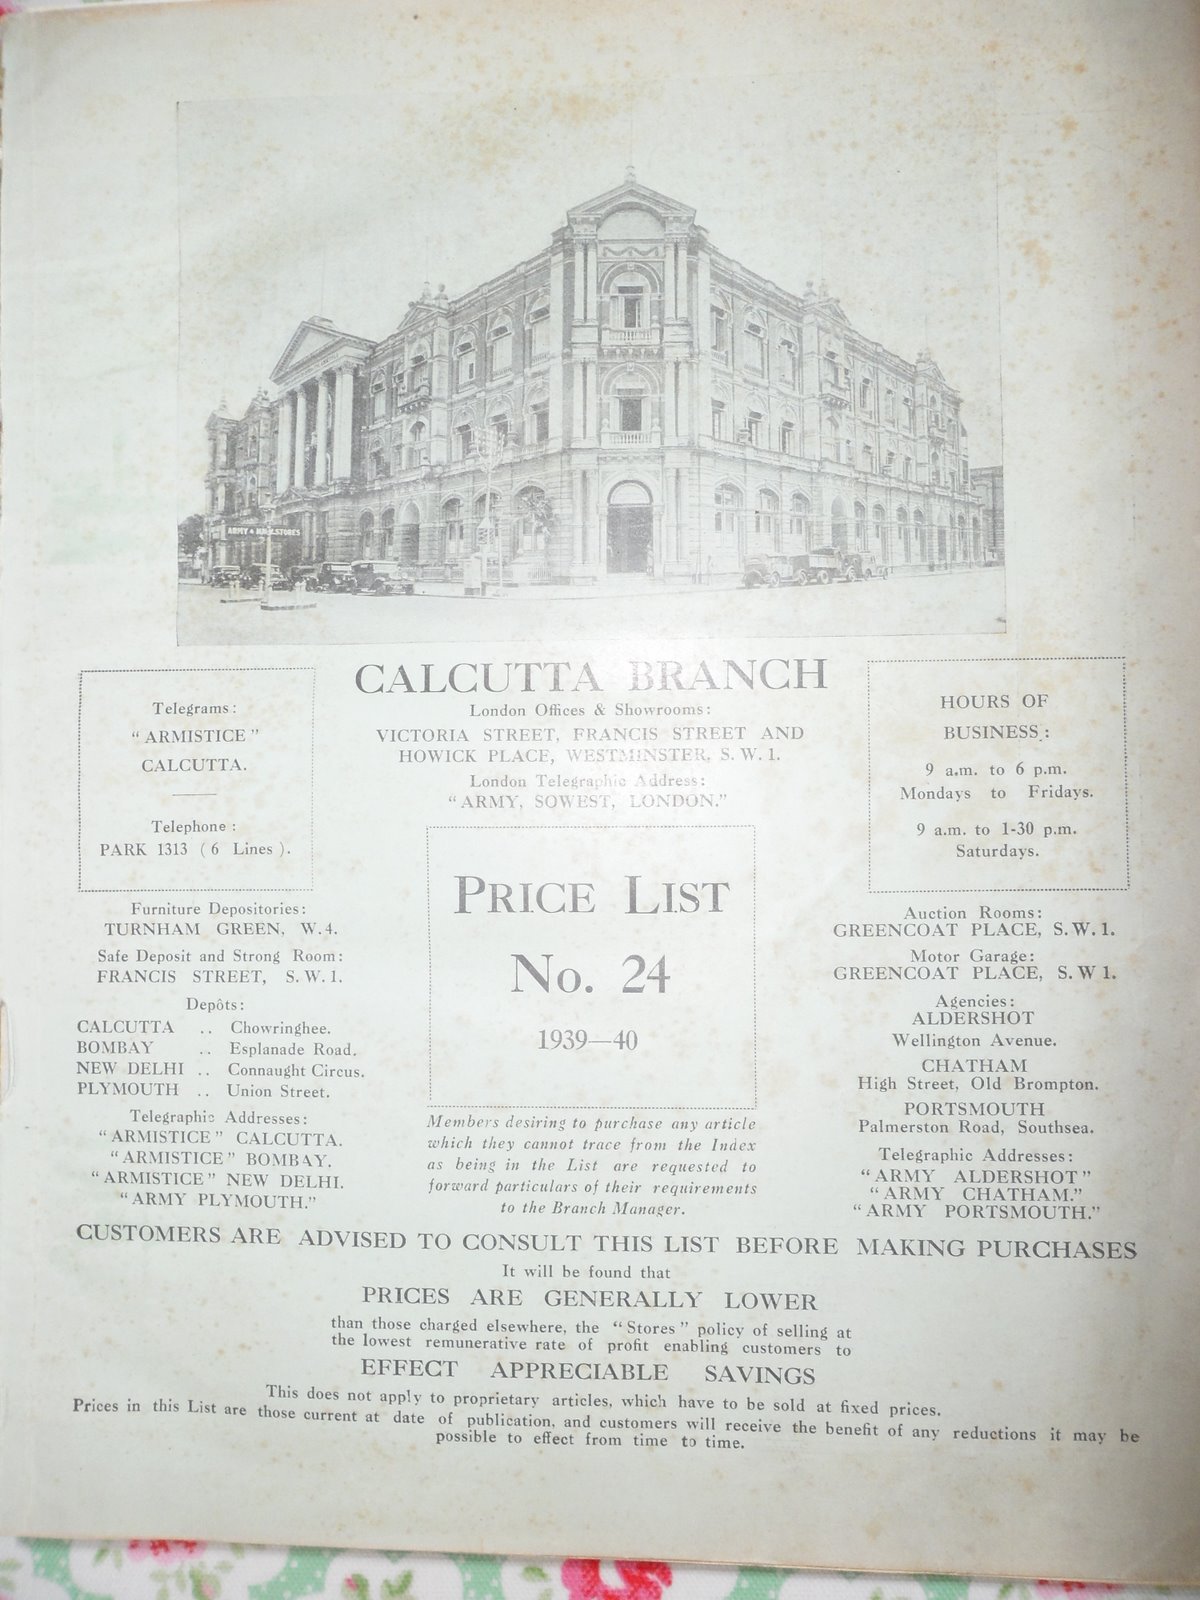 ARMY & NAVY STORES
CALCUTTA BRANCH
London Offices & Showrooms:
VICTORIA STREET, FRANCIS STREET AND
HOWICK PLACE, WESTMINSTER, S.W.1.
London Telegraphic Address:
"ARMY, SOWEST, LONDON."
Telegrams:
"ARMISTICE"
CALCUTTA.
Telephone:
PARK 1313 (6 Lines).
HOURS OF
BUSINESS:
9 a.m. to 6 p.m.
Mondays to Fridays.
9 a.m. to 1-30 p.m.
Saturdays.
PRICE LIST
No. 24
1939—40
Furniture Depositories:
TURNHAM GREEN, W.4.
Safe Deposit and Strong Room:
FRANCIS STREET, S.W.1.
Depôts:
CALCUTTA .. Chowringhee.
BOMBAY .. Esplanade Road.
NEW DELHI .. Connaught Circus.
PLYMOUTH .. Union Street.
Telegraphic Addresses:
"ARMISTICE" CALCUTTA.
"ARMISTICE" BOMBAY.
"ARMISTICE" NEW DELHI.
"ARMY PLYMOUTH."
Members desiring to purchase any article
which they cannot trace from the Index
as being in the List are requested to
forward particulars of their requirements
to the Branch Manager.
Auction Rooms:
GREENCOAT PLACE, S.W.1.
Motor Garage:
GREENCOAT PLACE, S.W 1.
Agencies:
ALDERSHOT
Wellington Avenue.
CHATHAM
High Street, Old Brompton.
PORTSMOUTH
Palmerston Road, Southsea.
Telegraphic Addresses:
"ARMY ALDERSHOT"
"ARMY CHATHAM."
"ARMY PORTSMOUTH."
CUSTOMERS ARE ADVISED TO CONSULT THIS LIST BEFORE MAKING PURCHASES
It will be found that
PRICES ARE GENERALLY LOWER
than those charged elsewhere, the "Stores" policy of selling at
the lowest remunerative rate of profit enabling customers to
EFFECT APPRECIABLE SAVINGS
This does not apply to proprietary articles, which have to be sold at fixed prices.
Prices in this List are those current at date of publication, and customers will receive the benefit of any reductions it may be
possible to effect from time to time.